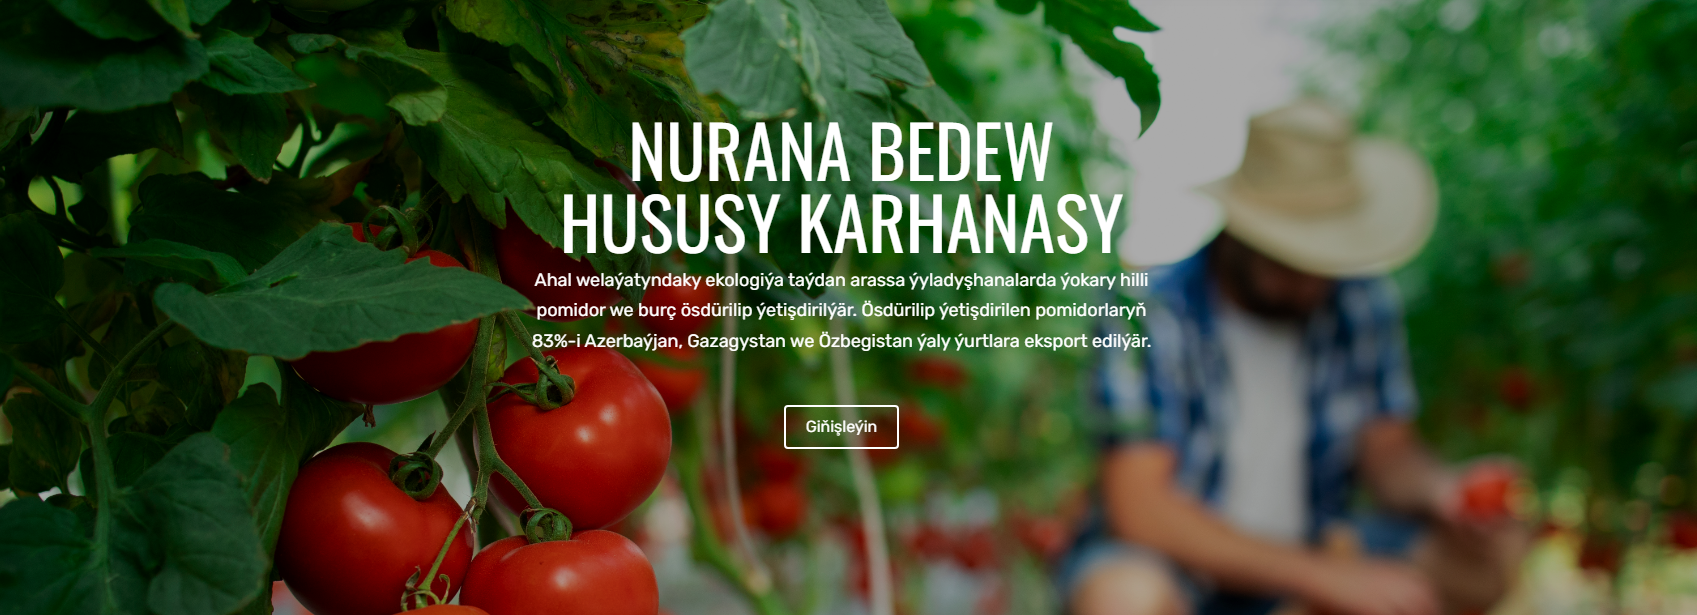 NURANA BEDEW
HUSUSY KARHANASY
Ahal welaýatyndaky ekologiýa taýdan arassa ýyladyşhanalarda ýokary hilli
pomidor we burç ösdürilip ýetişdirilýär. Ösdürilip ýetişdirilen pomidorlaryň
83%-i Azerbaýjan, Gazagystan we Özbegistan ýaly ýurtlara eksport edilýär.
Giňişleýin